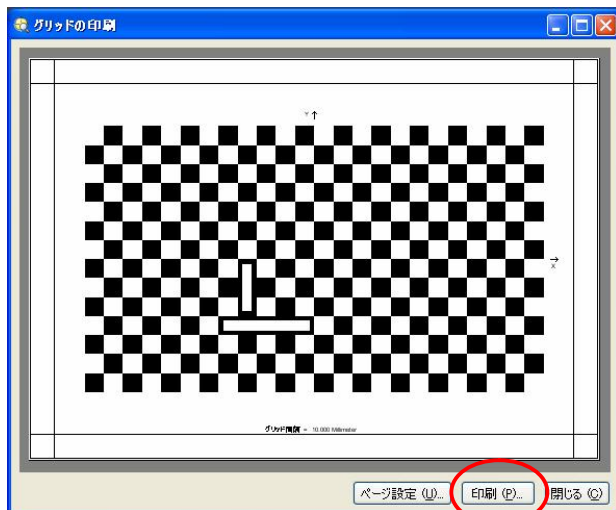 グリッドの印刷
Y
X
グリッド間隔 = 10.000 Millimeter
ページ設定 (U)...
印刷 (P)...
閉じる (C)